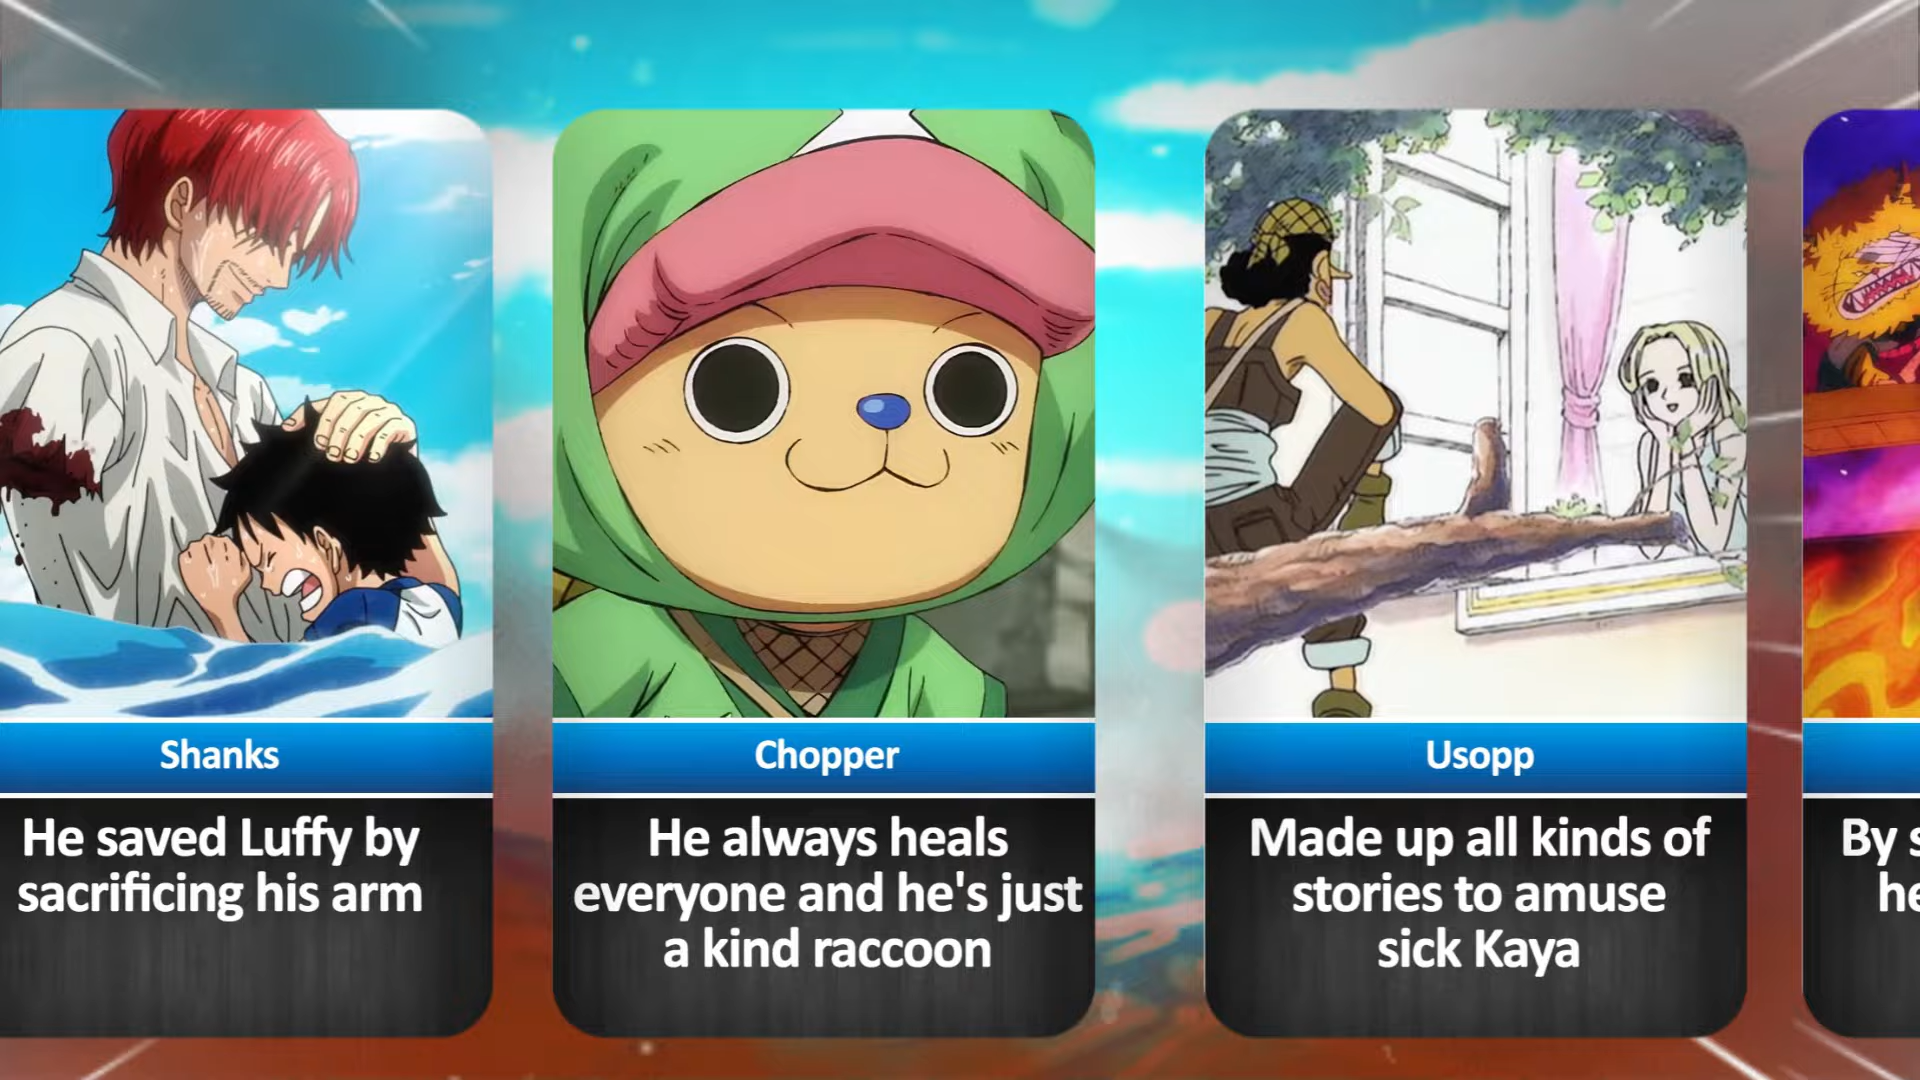 Shanks
He saved Luffy by
sacrificing his arm
Chopper
He always heals
everyone and he's just
a kind raccoon
Usopp
Made up all kinds of
stories to amuse
sick Kaya
By